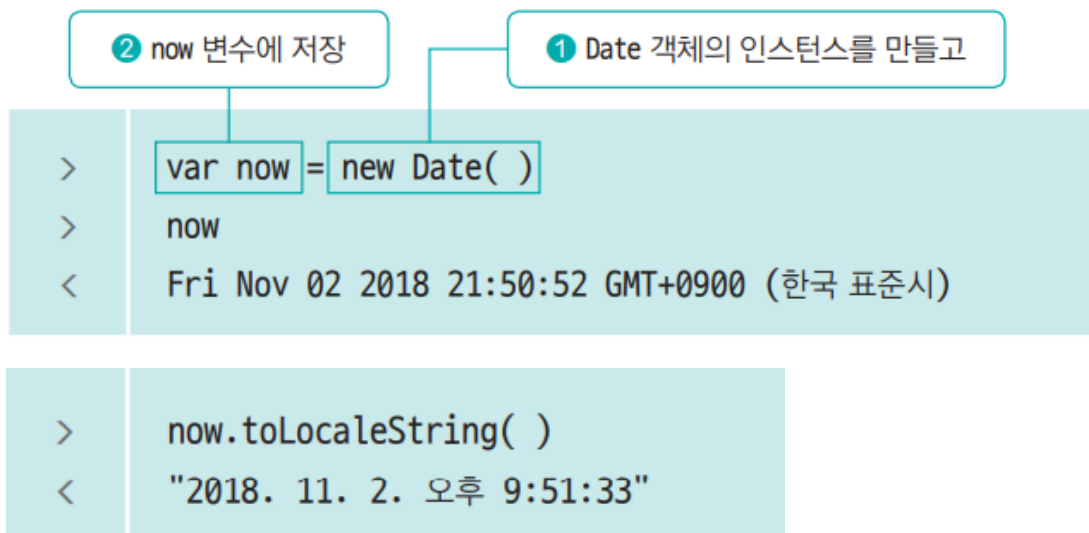 ❷ now 변수에 저장
❶ Date 객체의 인스턴스를 만들고
> var now = new Date( )
> now
< Fri Nov 02 2018 21:50:52 GMT+0900 (한국 표준시)
> now.toLocaleString( )
< "2018. 11. 2. 오후 9:51:33"